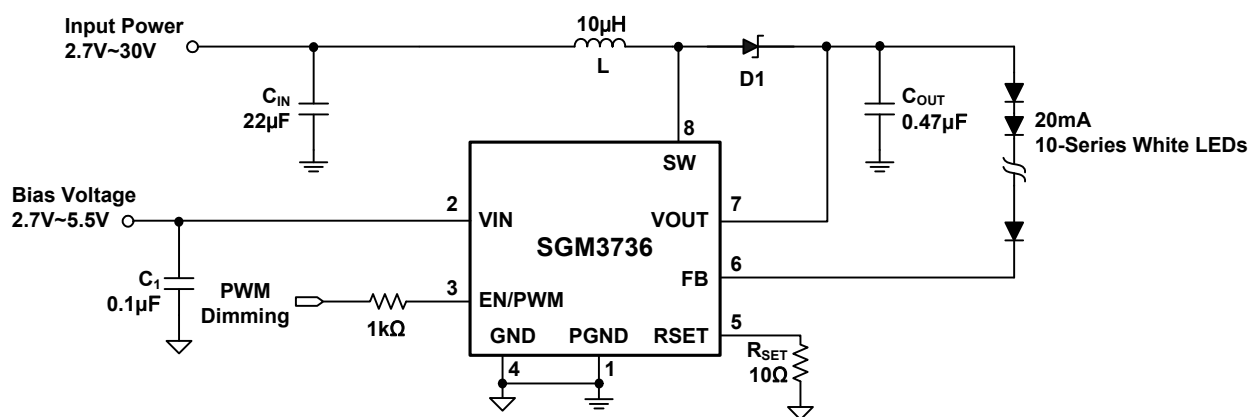 Input Power
2.7V~30V
10µH
L
D1
C_IN
22µF
C_OUT
0.47µF
20mA
10-Series White LEDs
8
SW
Bias Voltage
2.7V~5.5V
2
VIN
VOUT
7
SGM3736
C_1
0.1µF
FB
6
PWM
Dimming
1kΩ
3
EN/PWM
GND
PGND
RSET
5
4
1
R_SET
10Ω